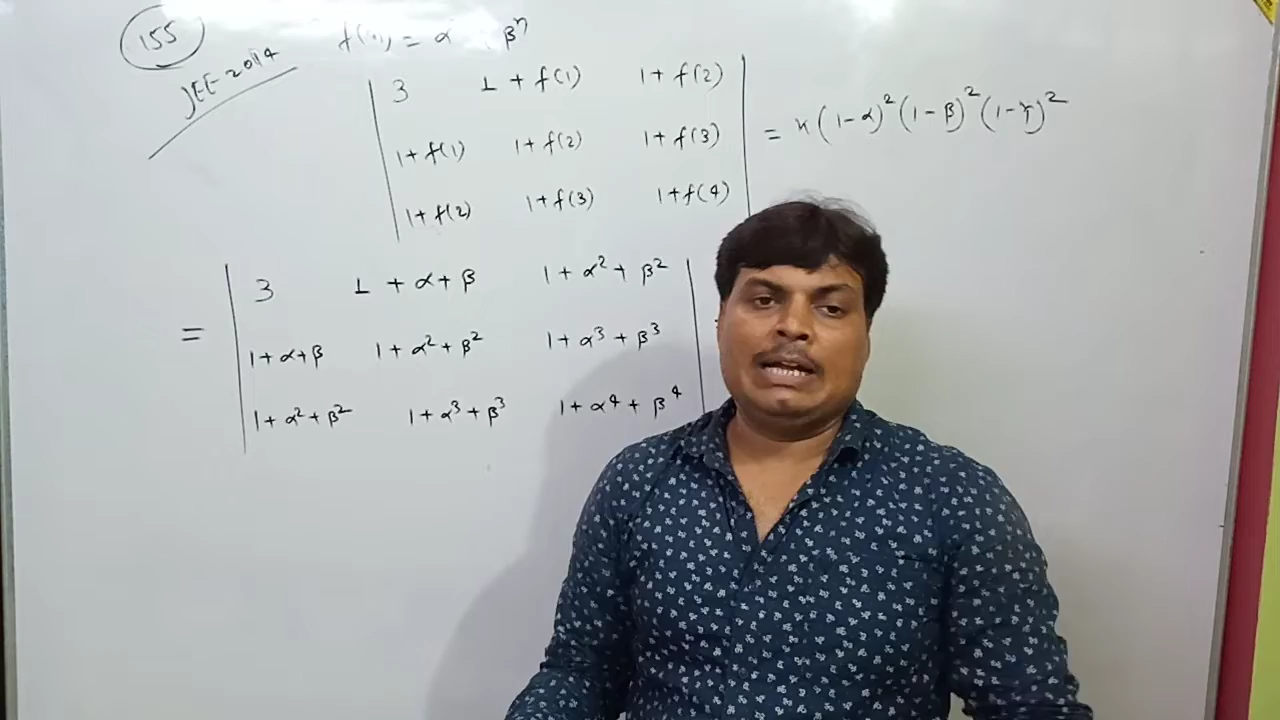 155
JEE-2014
f(n) = α β^n
| 3 1 + f(1) 1 + f(2) |
| 1 + f(1) 1 + f(2) 1 + f(3) | = K (1-α)^2 (1-β)^2 (1-γ)^2
| 1 + f(2) 1 + f(3) 1 + f(4) |
| 3 1 + α + β 1 + α^2 + β^2 |
= | 1 + α + β 1 + α^2 + β^2 1 + α^3 + β^3 |
| 1 + α^2 + β^2 1 + α^3 + β^3 1 + α^4 + β^4 |